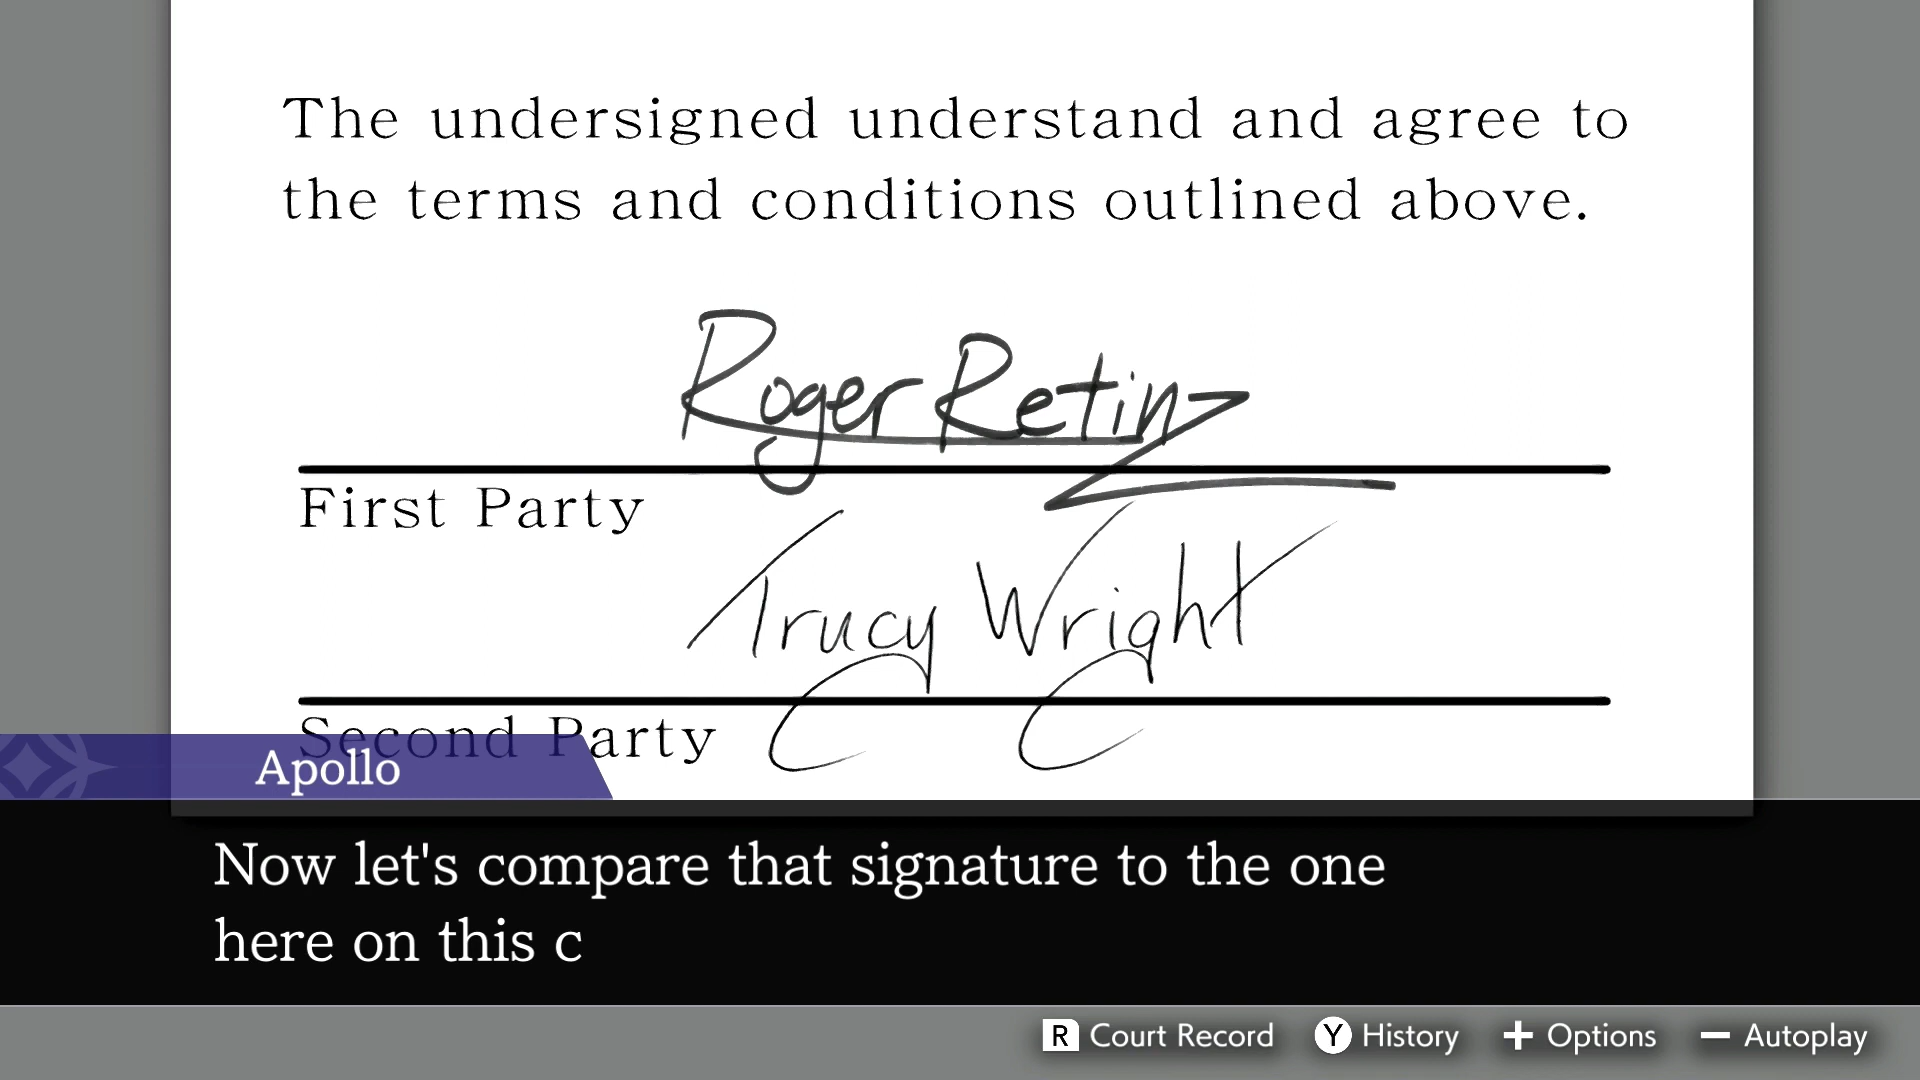 The undersigned understand and agree to
the terms and conditions outlined above.
Roger Retinz
First Party
Trucy Wright
Second Party
Apollo
Now let's compare that signature to the one
here on this c
R Court Record Y History + Options − Autoplay